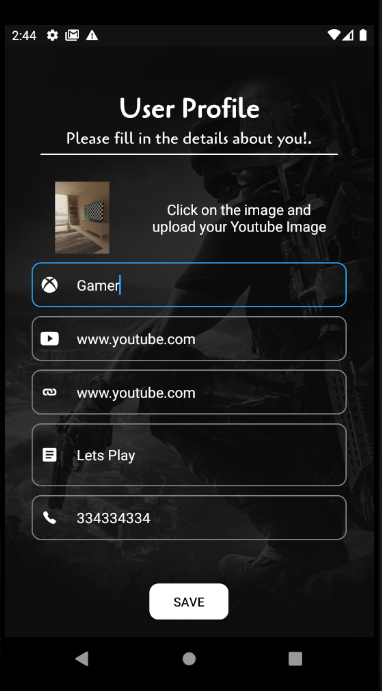 2:44
User Profile
Please fill in the details about you!.
Click on the image and
upload your Youtube Image
Gamer
www.youtube.com
www.youtube.com
Lets Play
334334334
SAVE